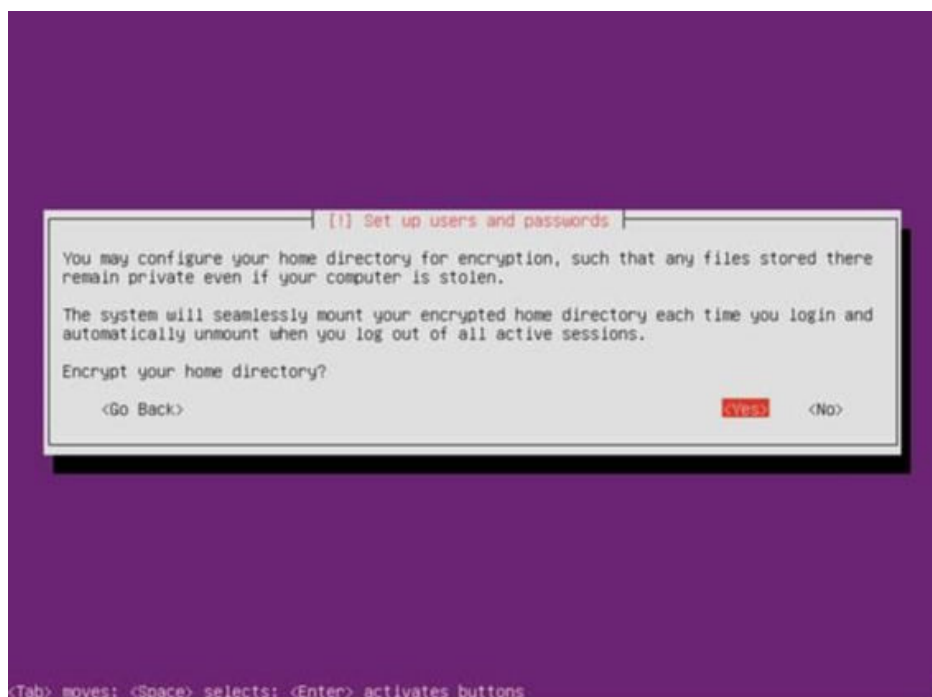 [!] Set up users and passwords
You may configure your home directory for encryption, such that any files stored there
remain private even if your computer is stolen.
The system will seamlessly mount your encrypted home directory each time you login and
automatically unmount when you log out of all active sessions.
Encrypt your home directory?
<Go Back> <Yes> <No>
<Tab> moves; <Space> selects; <Enter> activates buttons